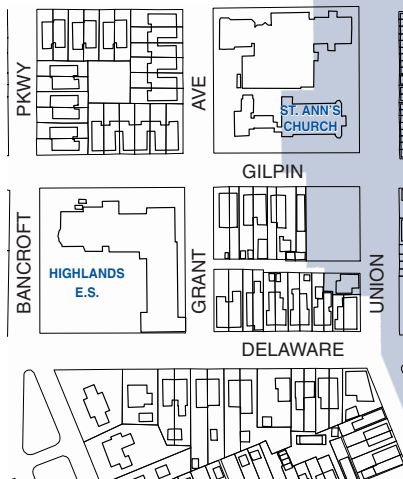 PKWY
AVE
ST. ANN'S
CHURCH
GILPIN
BANCROFT
HIGHLANDS
E.S.
GRANT
UNION
DELAWARE